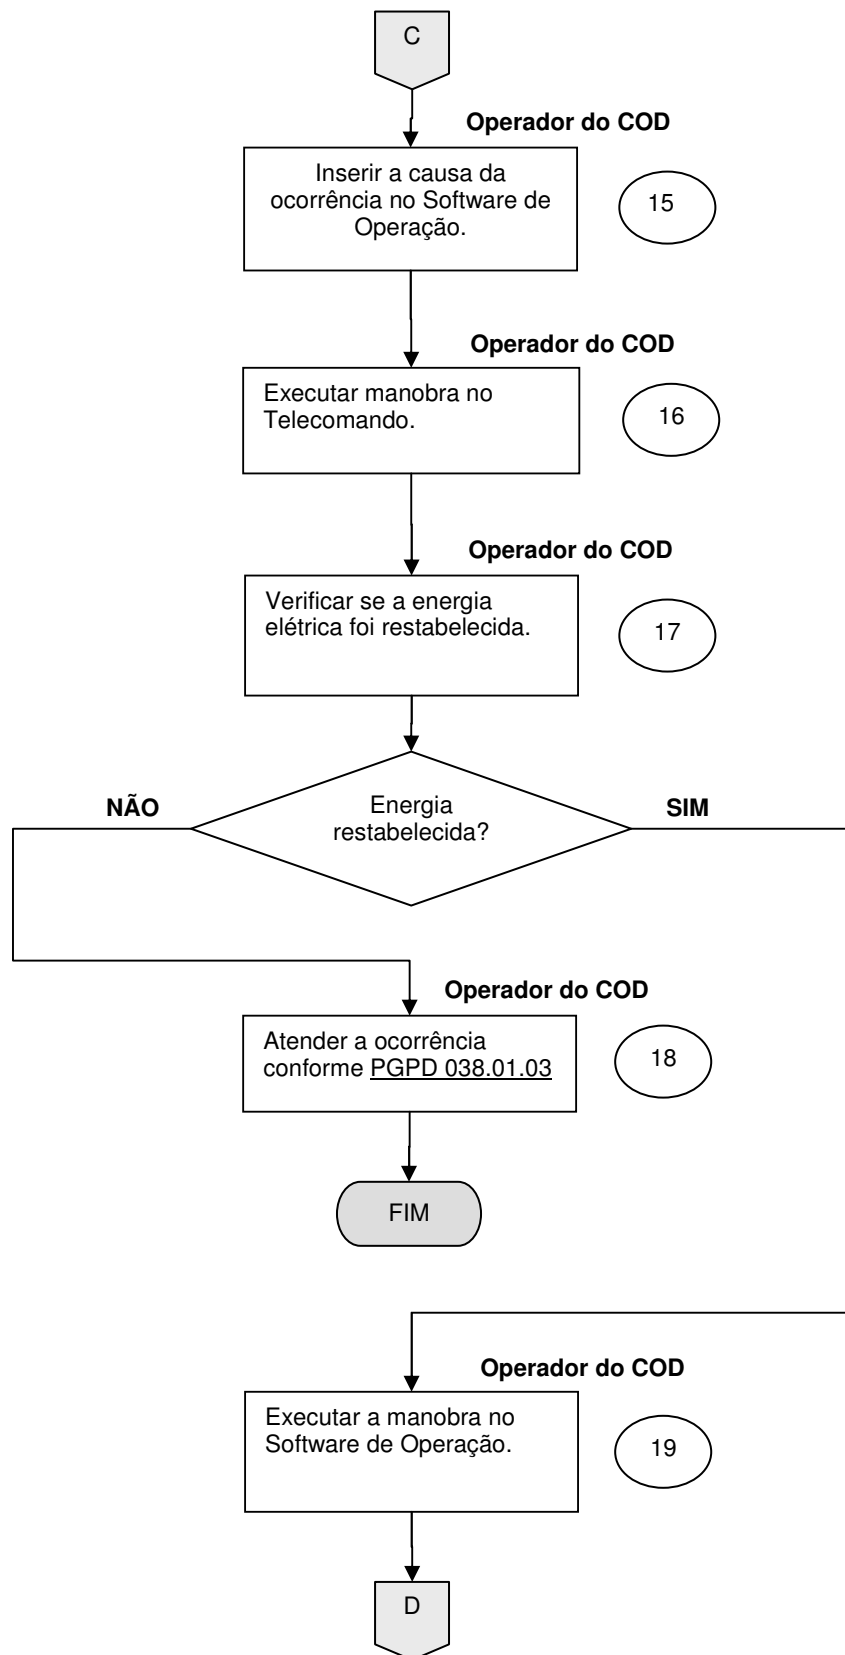 C
Operador do COD
Inserir a causa da
ocorrência no Software de
Operação.
15
Operador do COD
Executar manobra no
Telecomando.
16
Operador do COD
Verificar se a energia
elétrica foi restabelecida.
17
NÃO
Energia
restabelecida?
SIM
Operador do COD
Atender a ocorrência
conforme PGPD 038.01.03
18
FIM
Operador do COD
Executar a manobra no
Software de Operação.
19
D